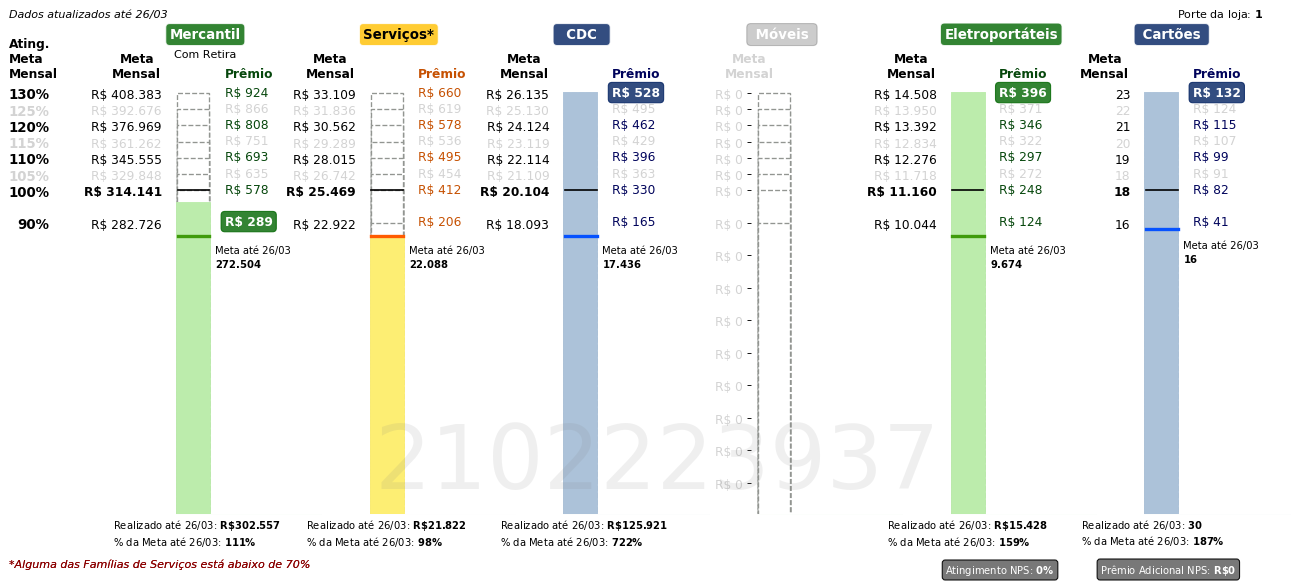 Dados atualizados até 26/03
Porte da loja: 1
Mercantil Serviços* CDC Móveis Eletroportáteis Cartões
Com Retira
Ating. Meta Mensal
Meta Mensal Prêmio Meta Mensal Prêmio Meta Mensal Prêmio Meta Mensal Meta Mensal Prêmio Meta Mensal Prêmio
130% R$ 408.383 R$ 924 R$ 33.109 R$ 660 R$ 26.135 R$ 528 R$ 0 R$ 14.508 R$ 396 23 R$ 132
125% R$ 392.676 R$ 866 R$ 31.836 R$ 619 R$ 25.130 R$ 495 R$ 0 R$ 13.950 R$ 371 22 R$ 124
120% R$ 376.969 R$ 808 R$ 30.562 R$ 578 R$ 24.124 R$ 462 R$ 0 R$ 13.392 R$ 346 21 R$ 115
115% R$ 361.262 R$ 751 R$ 29.289 R$ 536 R$ 23.119 R$ 429 R$ 0 R$ 12.834 R$ 322 20 R$ 107
110% R$ 345.555 R$ 693 R$ 28.015 R$ 495 R$ 22.114 R$ 396 R$ 0 R$ 12.276 R$ 297 19 R$ 99
105% R$ 329.848 R$ 635 R$ 26.742 R$ 454 R$ 21.109 R$ 363 R$ 0 R$ 11.718 R$ 272 18 R$ 91
100% R$ 314.141 R$ 578 R$ 25.469 R$ 412 R$ 20.104 R$ 330 R$ 0 R$ 11.160 R$ 248 18 R$ 82
90% R$ 282.726 R$ 289 R$ 22.922 R$ 206 R$ 18.093 R$ 165 R$ 0 R$ 10.044 R$ 124 16 R$ 41
Meta até 26/03 Meta até 26/03 Meta até 26/03 Meta até 26/03 Meta até 26/03
272.504 22.088 17.436 9.674 16
R$ 0
R$ 0
R$ 0
R$ 0
R$ 0
R$ 0
R$ 0
R$ 0
2102223937
Realizado até 26/03: R$302.557 Realizado até 26/03: R$21.822 Realizado até 26/03: R$125.921 Realizado até 26/03: R$15.428 Realizado até 26/03: 30
% da Meta até 26/03: 111% % da Meta até 26/03: 98% % da Meta até 26/03: 722% % da Meta até 26/03: 159% % da Meta até 26/03: 187%
*Alguma das Famílias de Serviços está abaixo de 70%
Atingimento NPS: 0% Prêmio Adicional NPS: R$0